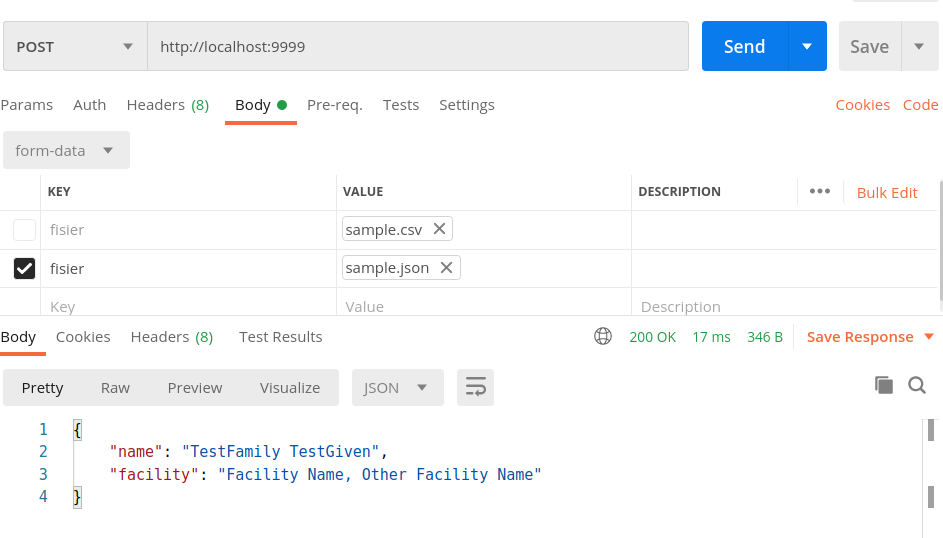 POST http://localhost:9999 Send Save
Params Auth Headers (8) Body Pre-req. Tests Settings Cookies Code
form-data
KEY VALUE DESCRIPTION ••• Bulk Edit
fisier sample.csv
fisier sample.json
Key Value Description
Body Cookies Headers (8) Test Results 200 OK 17 ms 346 B Save Response
Pretty Raw Preview Visualize JSON
1 {
2 "name": "TestFamily TestGiven",
3 "facility": "Facility Name, Other Facility Name"
4 }